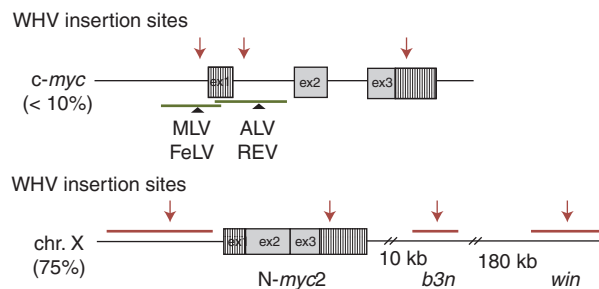 WHV insertion sites
c-myc
(< 10%)
ex1 ex2 ex3
MLV ALV
FeLV REV
WHV insertion sites
chr. X
(75%)
ex1 ex2 ex3
10 kb 180 kb
N-myc2 b3n win